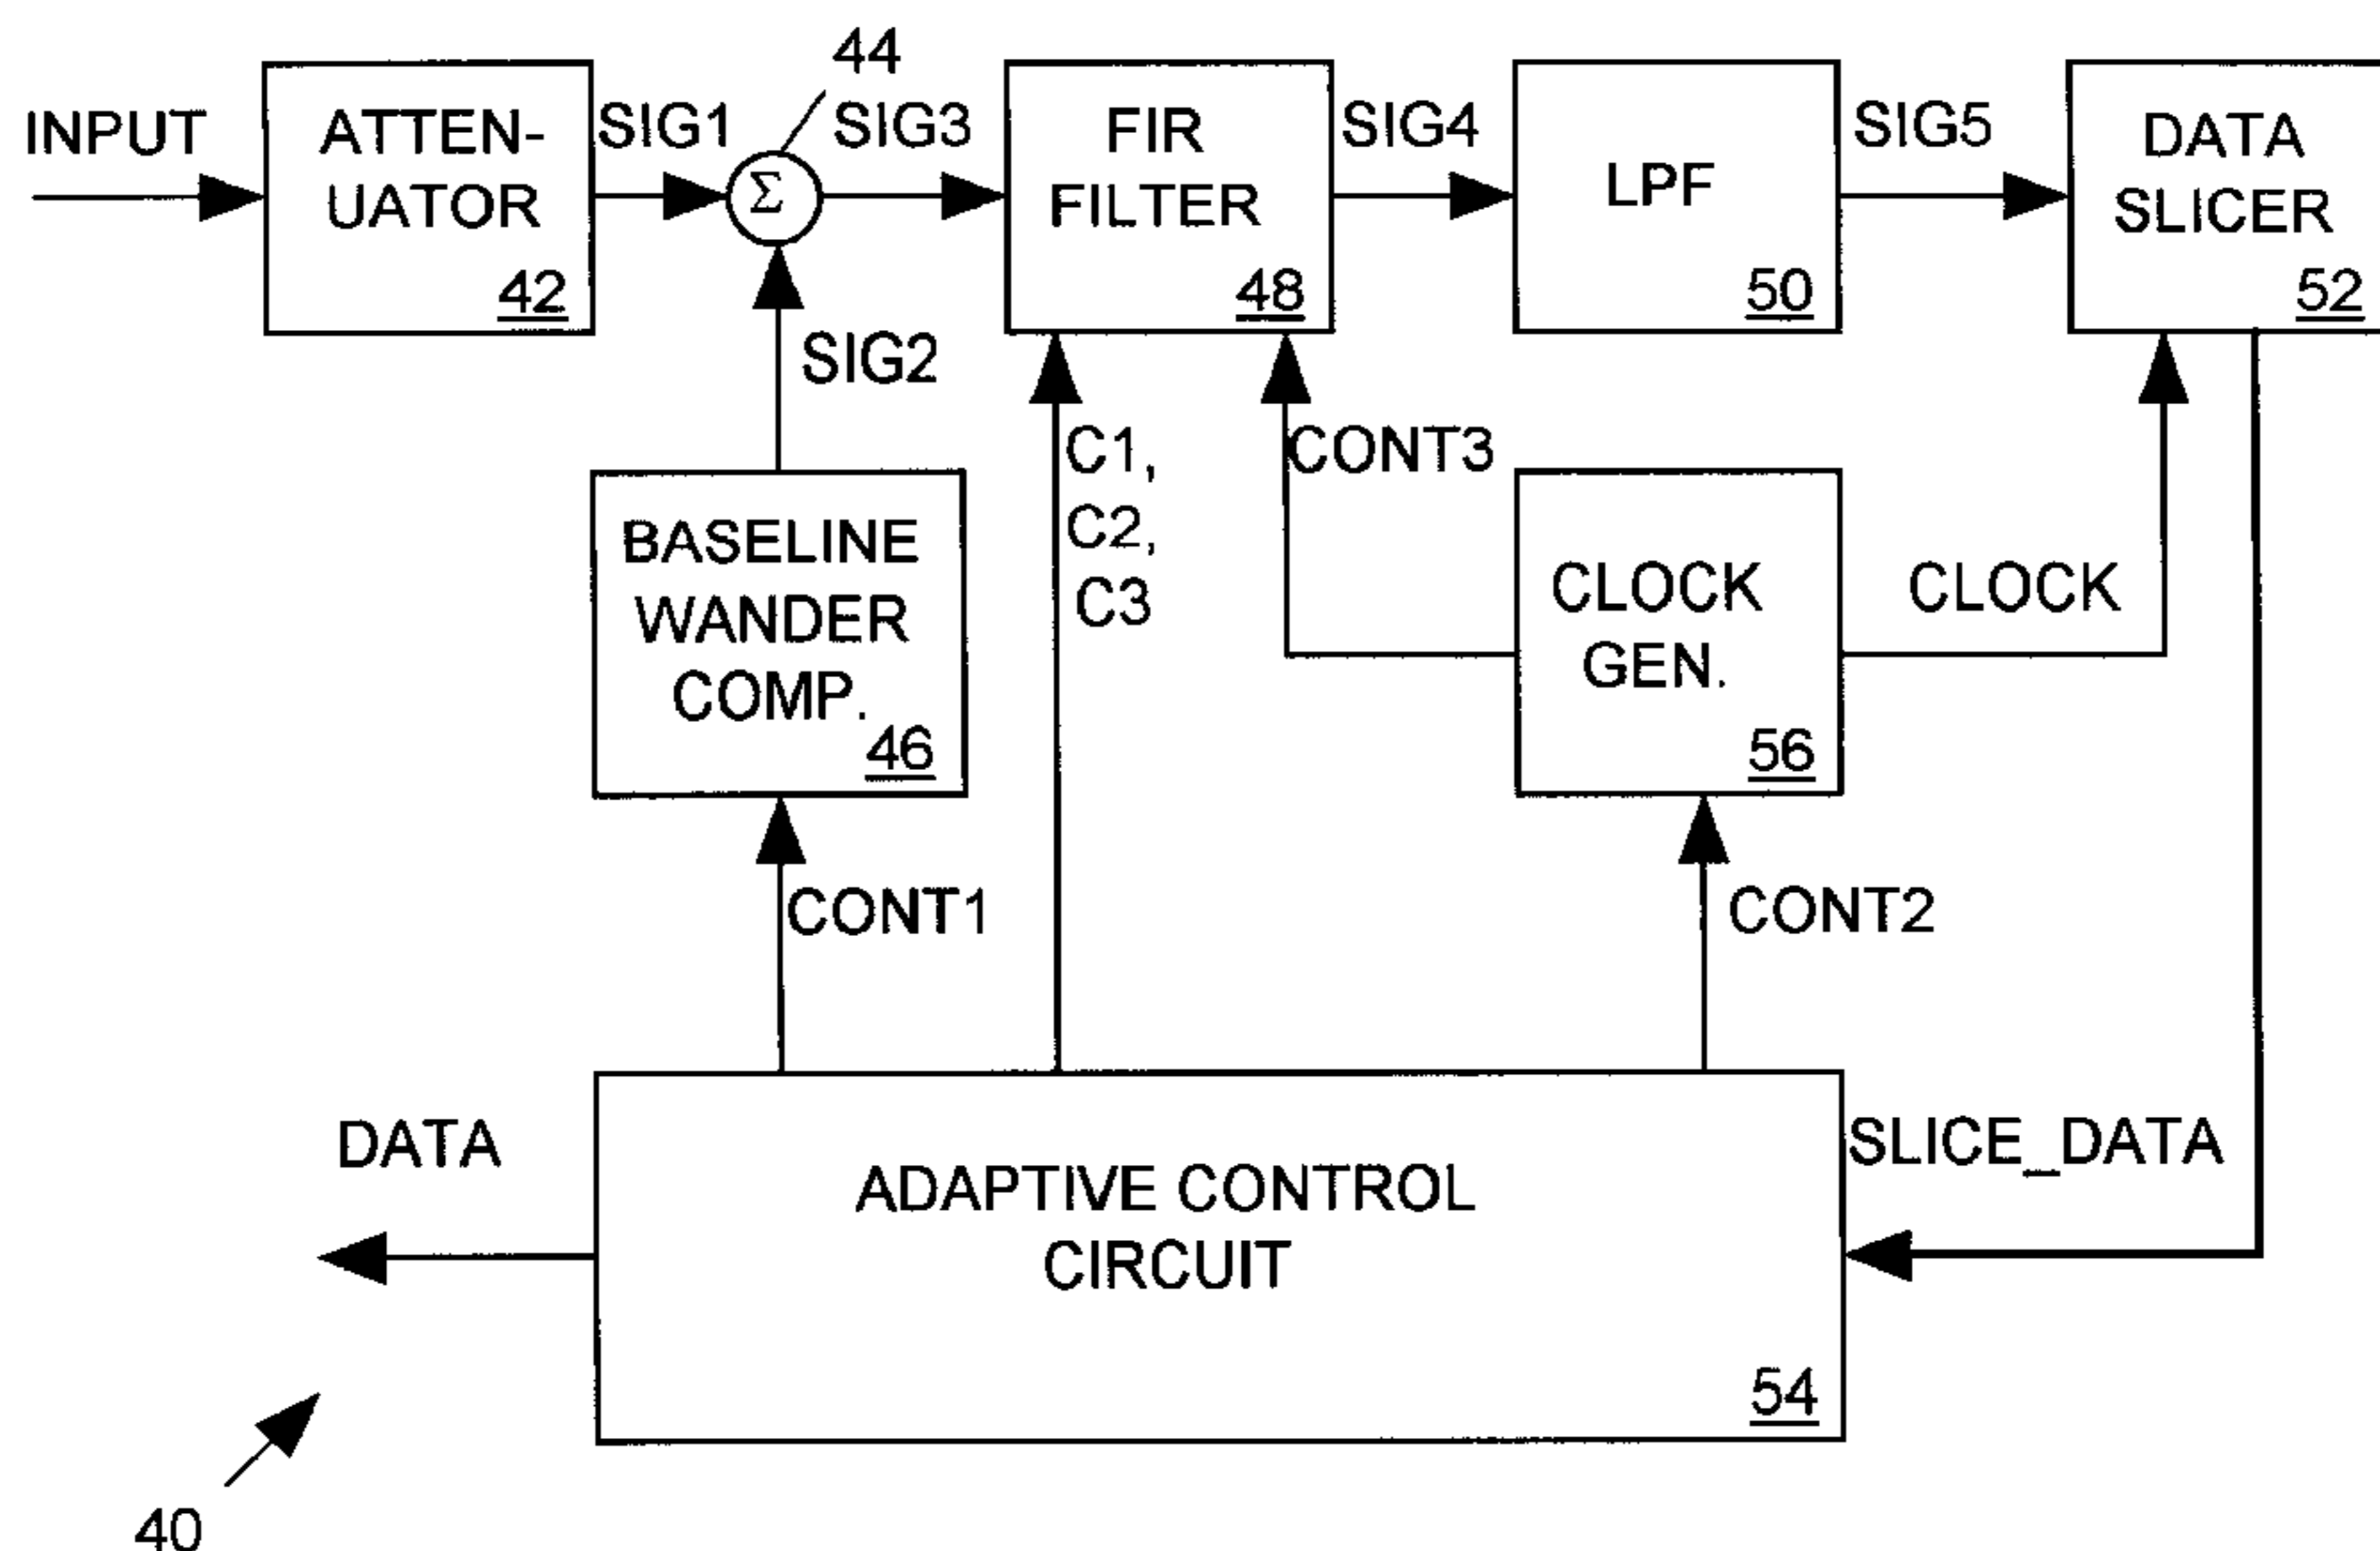 44
INPUT
ATTEN-
UATOR
42
SIG1
Σ
SIG3
FIR
FILTER
48
SIG4
LPF
50
SIG5
DATA
SLICER
52
SIG2
C1,
C2,
C3
CONT3
BASELINE
WANDER
COMP.
46
CLOCK
GEN.
56
CLOCK
CONT1
CONT2
DATA
ADAPTIVE CONTROL
CIRCUIT
54
SLICE_DATA
40